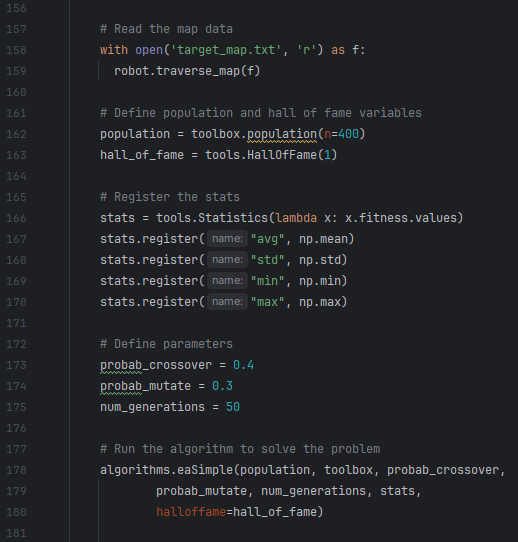 156
157 # Read the map data
158 with open('target_map.txt', 'r') as f:
159 robot.traverse_map(f)
160
161 # Define population and hall of fame variables
162 population = toolbox.population(n=400)
163 hall_of_fame = tools.HallOfFame(1)
164
165 # Register the stats
166 stats = tools.Statistics(lambda x: x.fitness.values)
167 stats.register( name: "avg", np.mean)
168 stats.register( name: "std", np.std)
169 stats.register( name: "min", np.min)
170 stats.register( name: "max", np.max)
171
172 # Define parameters
173 probab_crossover = 0.4
174 probab_mutate = 0.3
175 num_generations = 50
176
177 # Run the algorithm to solve the problem
178 algorithms.eaSimple(population, toolbox, probab_crossover,
179 probab_mutate, num_generations, stats,
180 halloffame=hall_of_fame)
181